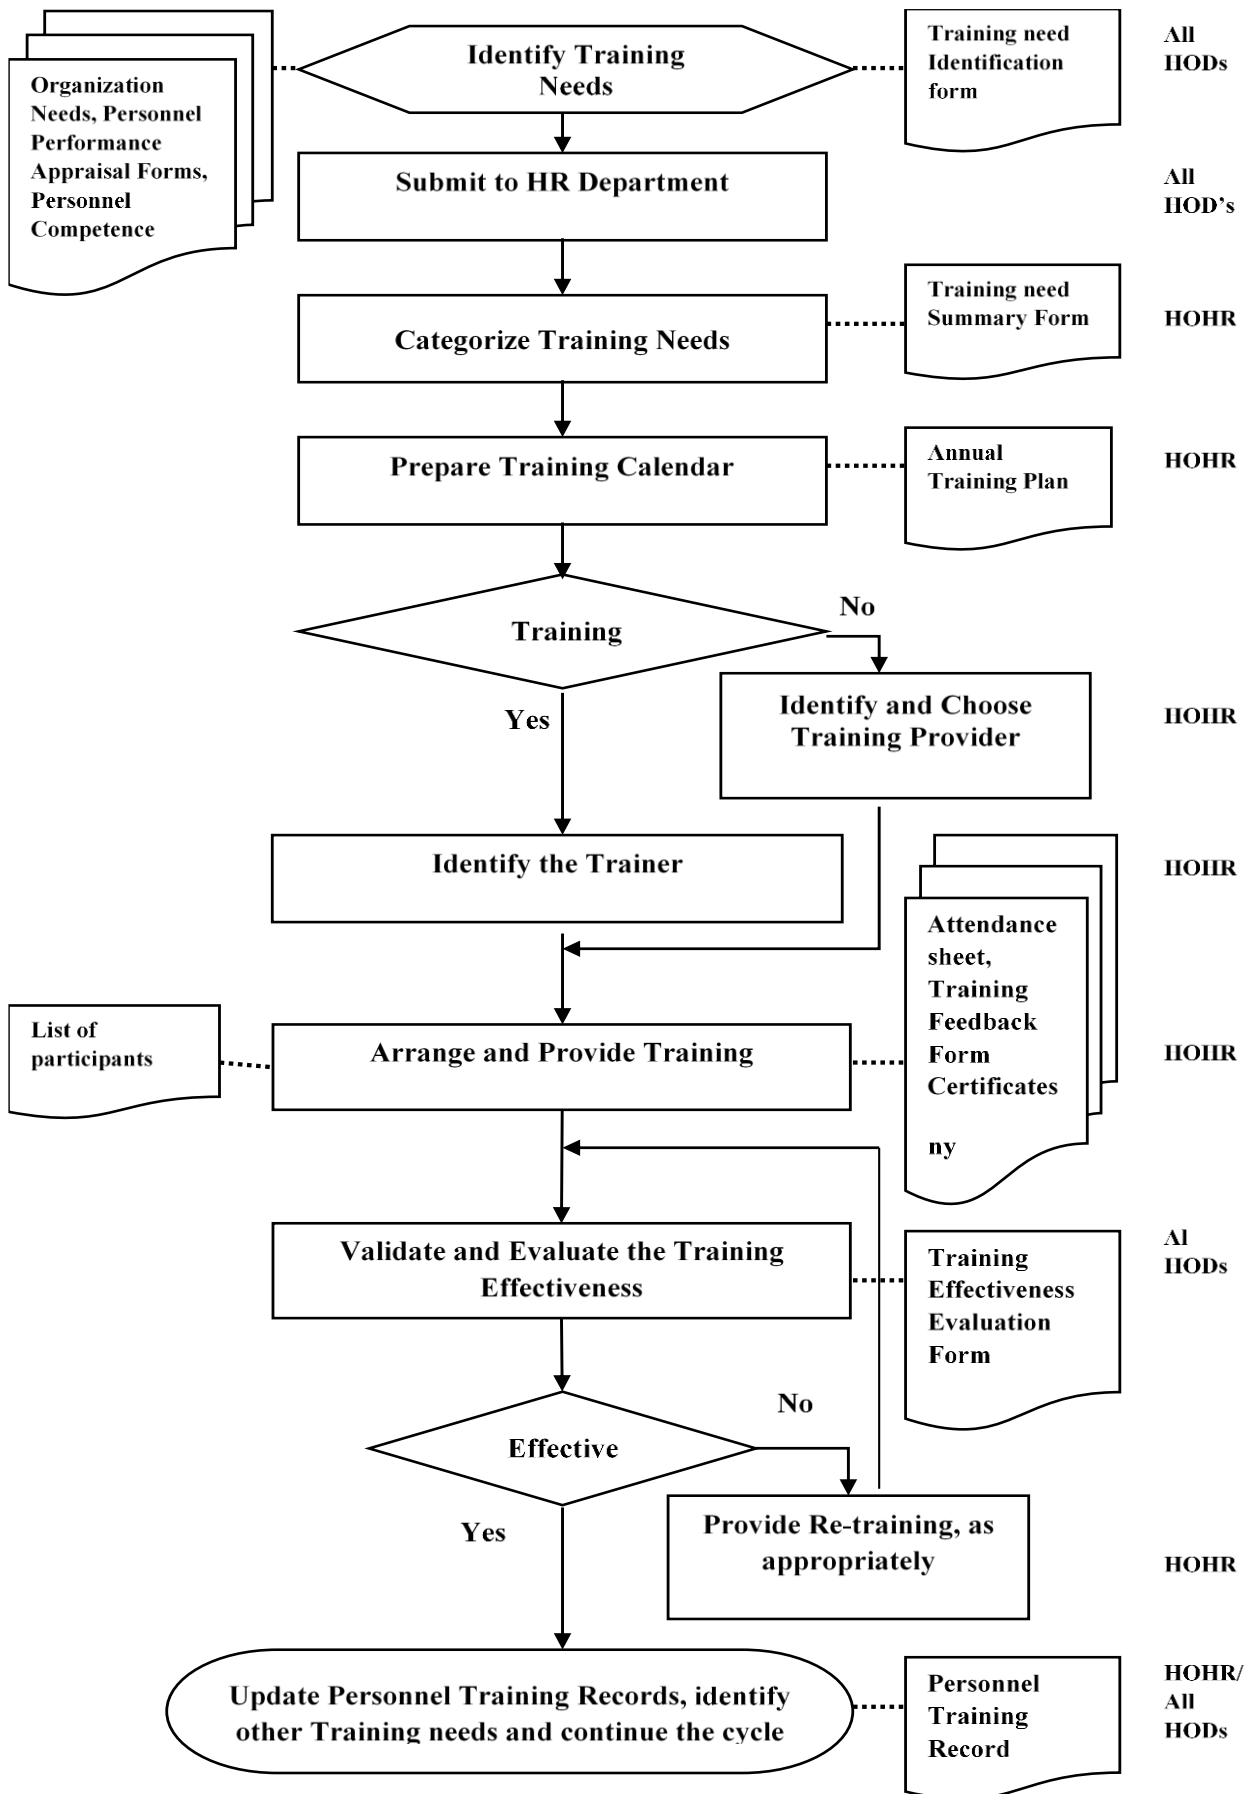 Identify Training
Needs
Organization
Needs, Personnel
Performance
Appraisal Forms,
Personnel
Competence
Training need
Identification
form
All
HODs
Submit to HR Department
All
HOD’s
Categorize Training Needs
Training need
Summary Form
HOHR
Prepare Training Calendar
Annual
Training Plan
HOHR
Training
No
Yes
Identify and Choose
Training Provider
HOHR
Identify the Trainer
HOHR
Attendance
sheet,
Training
Feedback
Form
Certificates
ny
List of
participants
Arrange and Provide Training
HOHR
Validate and Evaluate the Training
Effectiveness
Training
Effectiveness
Evaluation
Form
Al
HODs
Effective
No
Yes
Provide Re-training, as
appropriately
HOHR
Update Personnel Training Records, identify
other Training needs and continue the cycle
Personnel
Training
Record
HOHR/
All
HODs